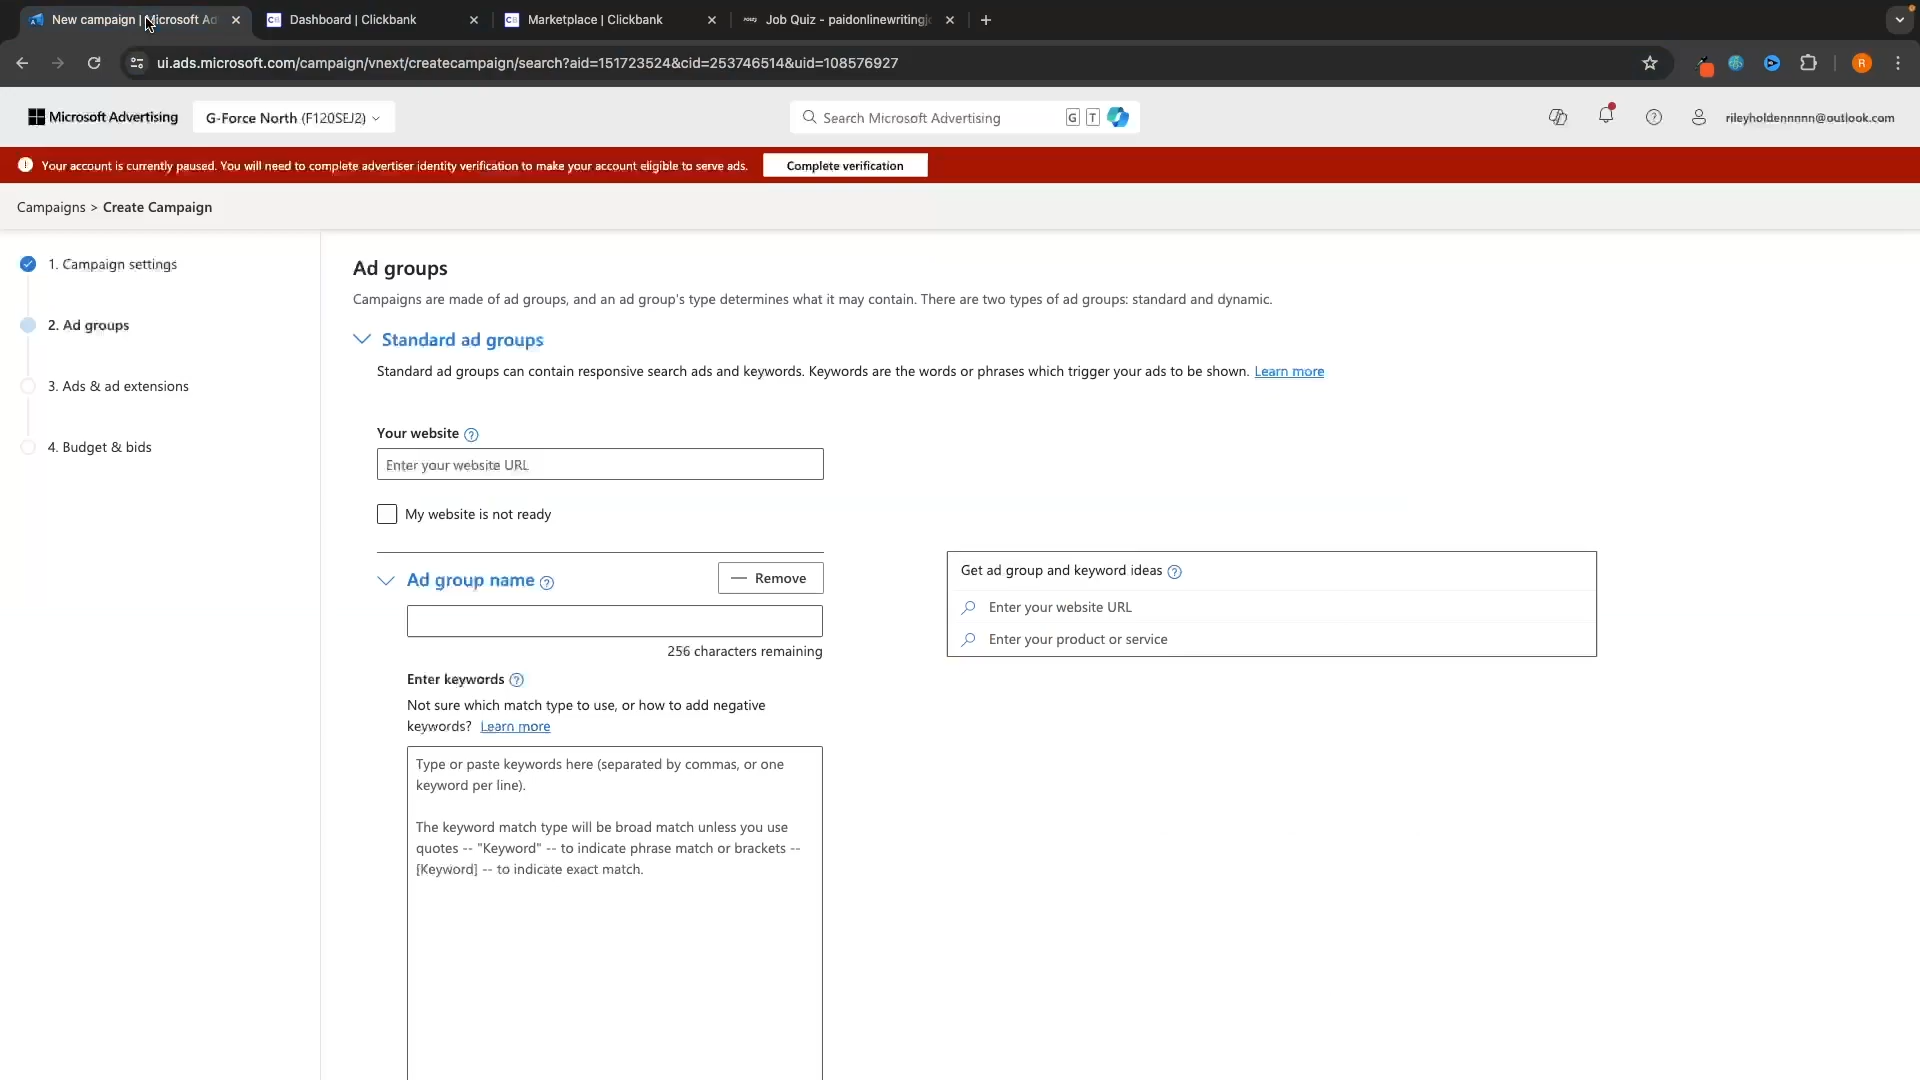 New campaign | Microsoft Ad
Dashboard | Clickbank
Marketplace | Clickbank
Job Quiz - paidonlinewritingjo
ui.ads.microsoft.com/campaign/vnext/createcampaign/search?aid=151723524&cid=253746514&uid=108576927
R
Microsoft Advertising
G-Force North (F120SEJ2)
Search Microsoft Advertising
G T
rileyholdennnnn@outlook.com
Your account is currently paused. You will need to complete advertiser identity verification to make your account eligible to serve ads.
Complete verification
Campaigns > Create Campaign
1. Campaign settings
2. Ad groups
3. Ads & ad extensions
4. Budget & bids
Ad groups
Campaigns are made of ad groups, and an ad group's type determines what it may contain. There are two types of ad groups: standard and dynamic.
Standard ad groups
Standard ad groups can contain responsive search ads and keywords. Keywords are the words or phrases which trigger your ads to be shown. Learn more
Your website
Enter your website URL
My website is not ready
Ad group name
Remove
256 characters remaining
Enter keywords
Not sure which match type to use, or how to add negative
keywords? Learn more
Type or paste keywords here (separated by commas, or one
keyword per line).
The keyword match type will be broad match unless you use
quotes -- "Keyword" -- to indicate phrase match or brackets --
[Keyword] -- to indicate exact match.
Get ad group and keyword ideas
Enter your website URL
Enter your product or service